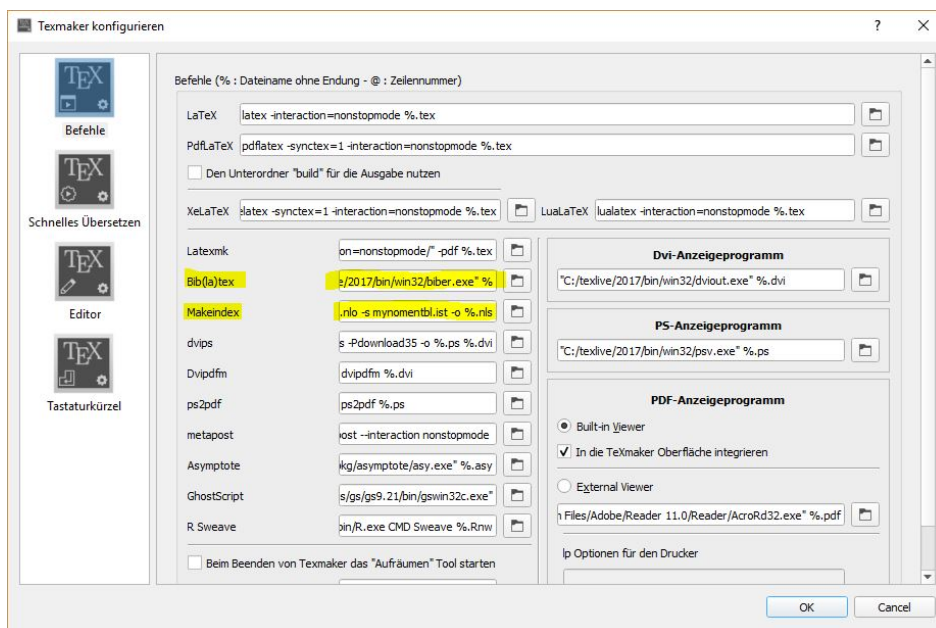 Texmaker konfigurieren
?
TEX
Befehle
TEX
Schnelles Übersetzen
TEX
Editor
TEX
Tastaturkürzel
Befehle (% : Dateiname ohne Endung - @ : Zeilennummer)
LaTeX latex -interaction=nonstopmode %.tex
PdfLaTeX pdflatex -synctex=1 -interaction=nonstopmode %.tex
Den Unterordner "build" für die Ausgabe nutzen
XeLaTeX elatex -synctex=1 -interaction=nonstopmode %.tex LuaLaTeX lualatex -interaction=nonstopmode %.tex
Latexmk on=nonstopmode/" -pdf %.tex
Bib(la)tex e/2017/bin/win32/biber.exe" %
Makeindex .nlo -s mynomentbl.ist -o %.nls
dvips s -Pdownload35 -o %.ps %.dvi
Dvipdfm dvipdfm %.dvi
ps2pdf ps2pdf %.ps
metapost post --interaction nonstopmode
Asymptote kg/asymptote/asy.exe" %.asy
GhostScript s/gs/gs9.21/bin/gswin32c.exe"
R Sweave bin/R.exe CMD Sweave %.Rnw
Beim Beenden von Texmaker das "Aufräumen" Tool starten
Dvi-Anzeigeprogramm
"C:/texlive/2017/bin/win32/dviout.exe" %.dvi
PS-Anzeigeprogramm
"C:/texlive/2017/bin/win32/psv.exe" %.ps
PDF-Anzeigeprogramm
Built-in Viewer
In die TeXmaker Oberfläche integrieren
External Viewer
n Files/Adobe/Reader 11.0/Reader/AcroRd32.exe" %.pdf
lp Optionen für den Drucker
OK Cancel